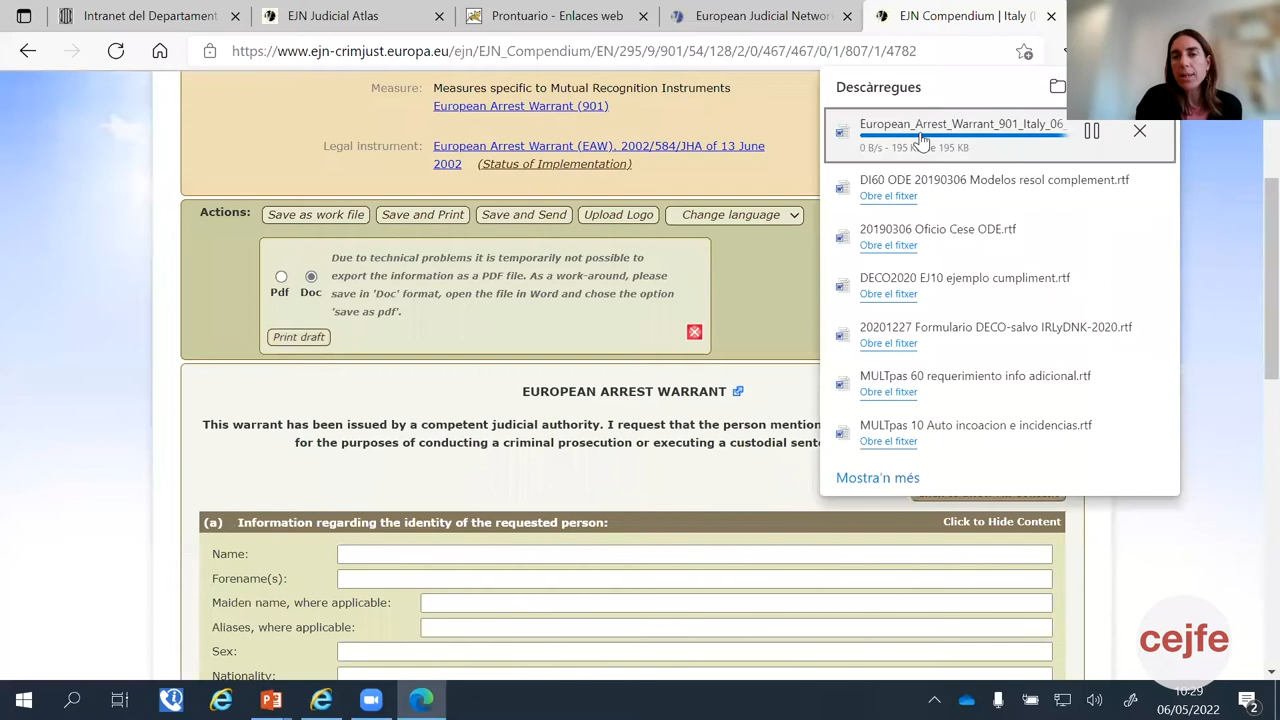 Intranet del Departament
EJN Judicial Atlas
Prontuario - Enlaces web
European Judicial Network
EJN Compendium | Italy (
https://www.ejn-crimjust.europa.eu/ejn/EJN_Compendium/EN/295/9/901/54/128/2/0/467/467/0/1/807/1/4782
Measure: Measures specific to Mutual Recognition Instruments
European Arrest Warrant (901)
Legal instrument: European Arrest Warrant (EAW), 2002/584/JHA of 13 June
2002 (Status of Implementation)
Actions: Save as work file Save and Print Save and Send Upload Logo Change language
Due to technical problems it is temporarily not possible to
export the information as a PDF file. As a work-around, please
save in 'Doc' format, open the file in Word and chose the option
'save as pdf'.
Pdf Doc
Print draft
EUROPEAN ARREST WARRANT
This warrant has been issued by a competent judicial authority. I request that the person
for the purposes of conducting a criminal prosecution or executing a custodial
(a) Information regarding the identity of the requested person: Click to Hide Content
Name:
Forename(s):
Maiden name, where applicable:
Aliases, where applicable:
Sex:
Nationality:
Descàrregues
European_Arrest_Warrant_901_Italy_06_
0 B/s - 195 KB
DI60 ODE 20190306 Modelos resol complement.rtf
Obre el fitxer
20190306 Oficio Cese ODE.rtf
Obre el fitxer
DECO2020 EJ10 ejemplo cumpliment.rtf
Obre el fitxer
20201227 Formulario DECO-salvo IRLyDNK-2020.rtf
Obre el fitxer
MULTpas 60 requerimiento info adicional.rtf
Obre el fitxer
MULTpas 10 Auto incoacion e incidencias.rtf
Obre el fitxer
Mostra'n més
cejfe
10:29
06/05/2022
2